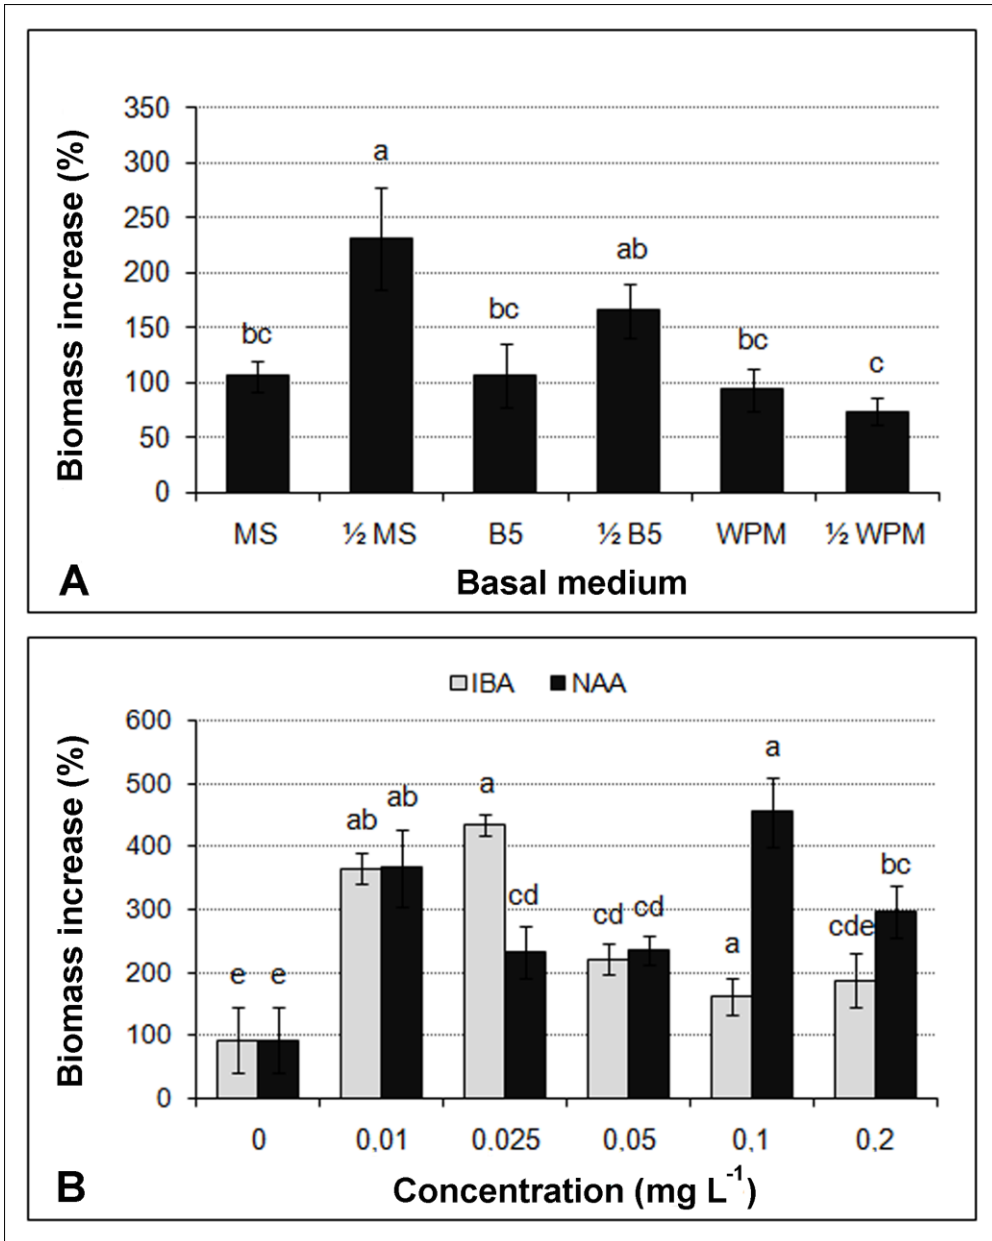 350
300
250
200
150
100
50
0
Biomass increase (%)
bc
a
bc
ab
bc
c
MS ½ MS B5 ½ B5 WPM ½ WPM
A
Basal medium
IBA NAA
600
500
400
300
200
100
0
Biomass increase (%)
e e
ab ab
a cd
cd cd
a a
cde bc
0 0,01 0,025 0,05 0,1 0,2
B
Concentration (mg L⁻¹)